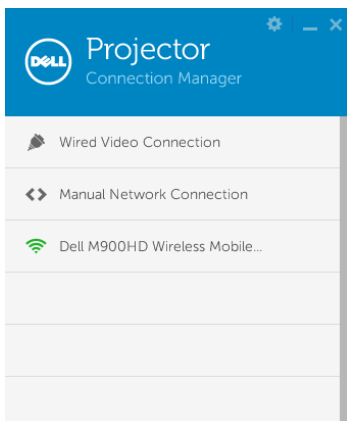 DELL
Projector
Connection Manager
Wired Video Connection
Manual Network Connection
Dell M900HD Wireless Mobile...